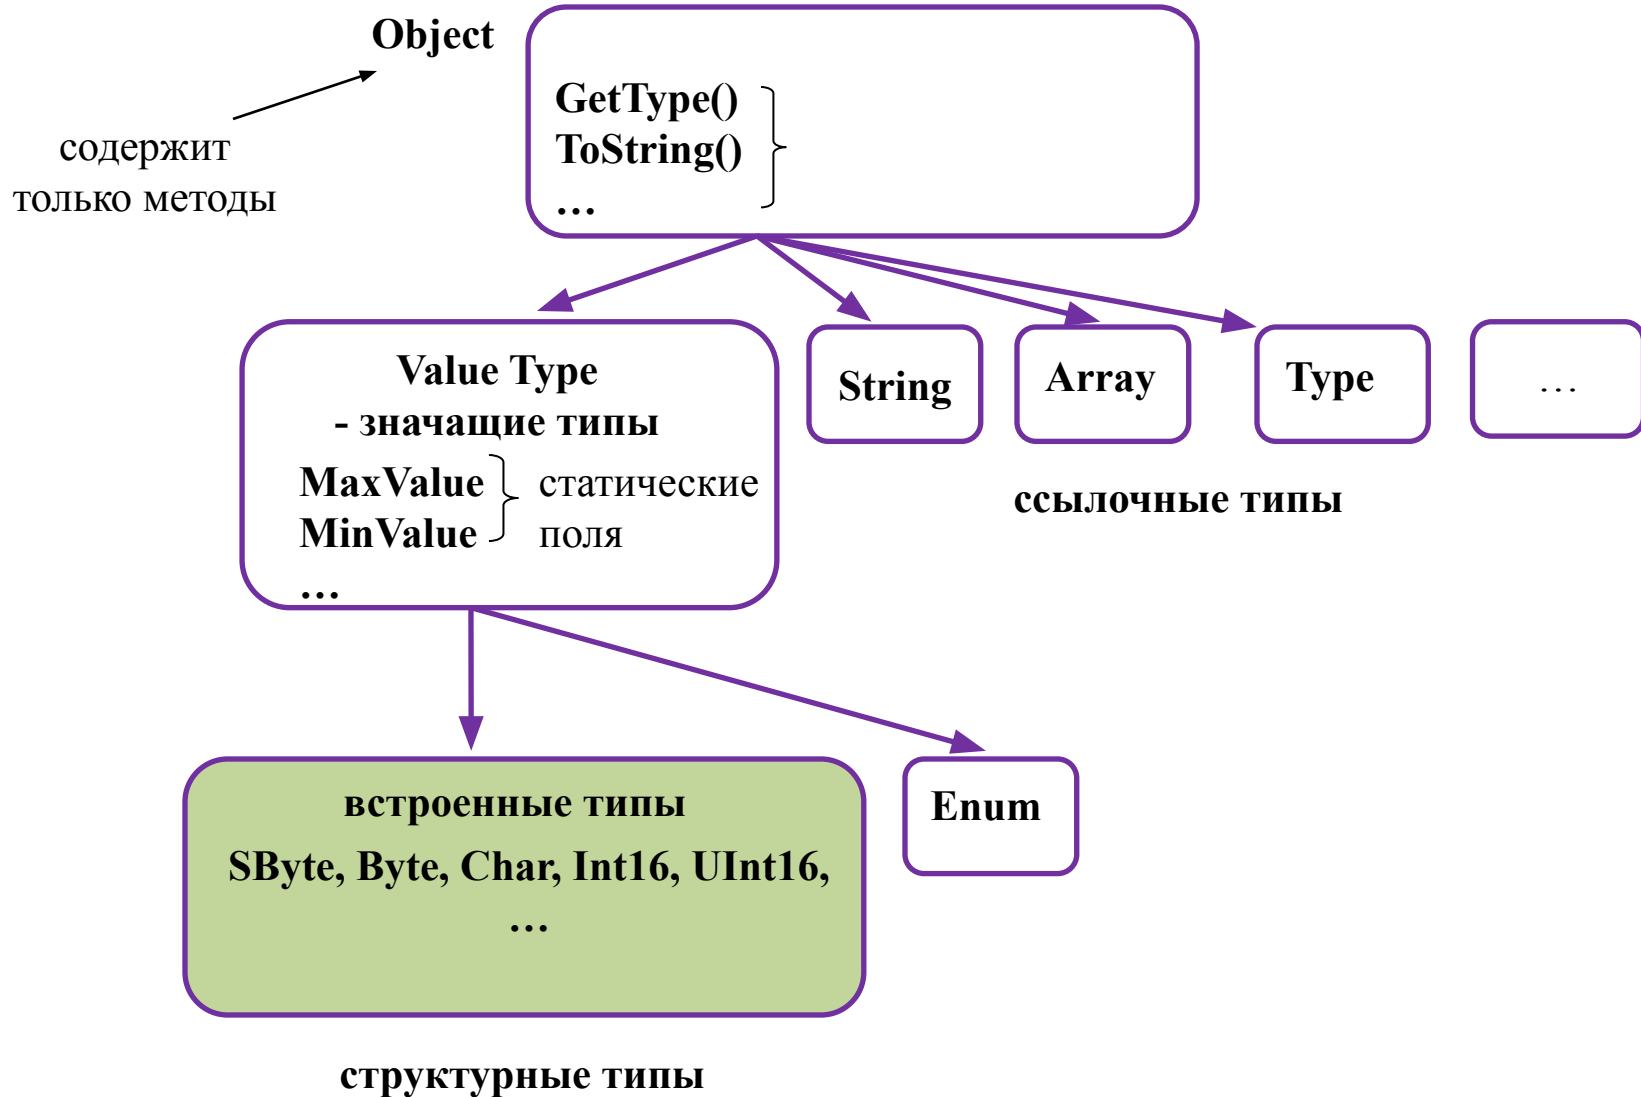 Object
GetType()
ToString()
…
содержит
только методы
Value Type
- значащие типы
MaxValue
MinValue
…
статические
поля
String
Array
Type
…
ссылочные типы
встроенные типы
SByte, Byte, Char, Int16, UInt16,
…
Enum
структурные типы